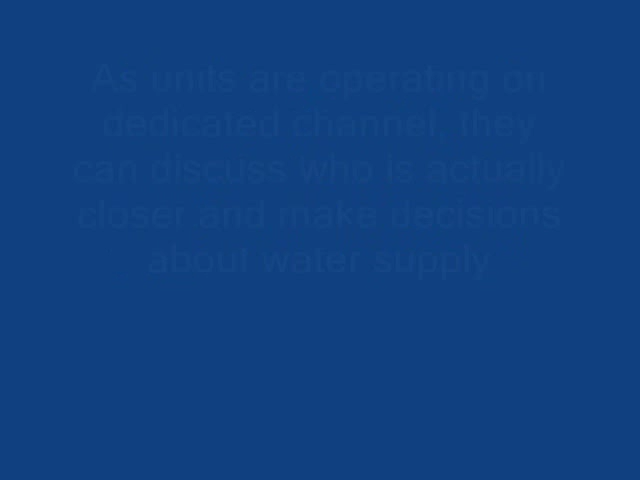 As units are operating on
dedicated channel, they
can discuss who is actually
closer and make decisions
about water supply